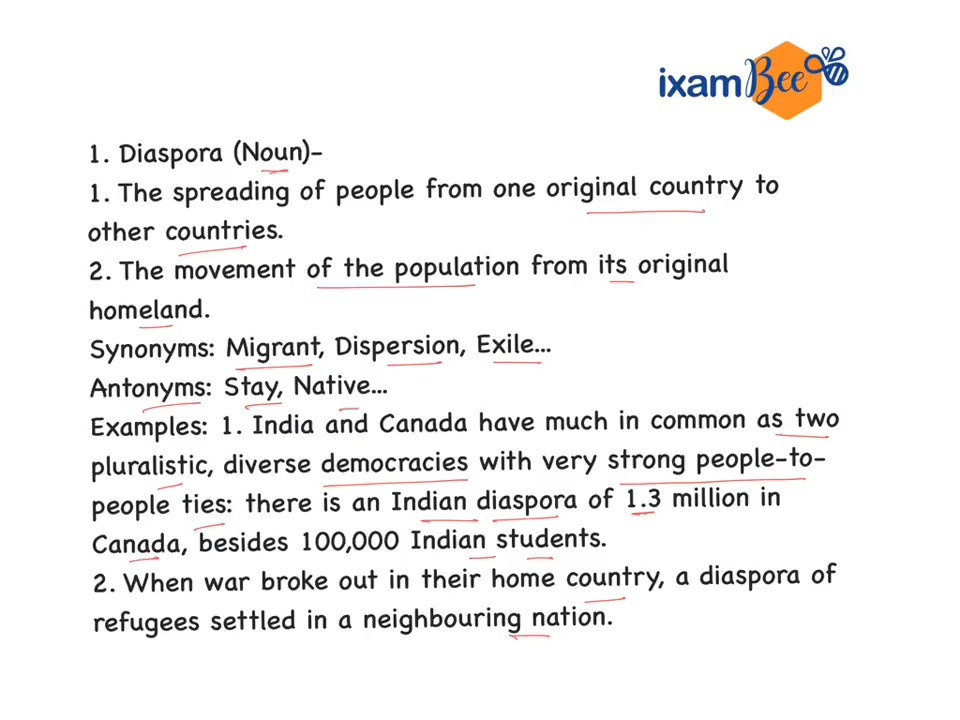 ixamBee
1. Diaspora (Noun)-
1. The spreading of people from one original country to
other countries.
2. The movement of the population from its original
homeland.
Synonyms: Migrant, Dispersion, Exile...
Antonyms: Stay, Native...
Examples: 1. India and Canada have much in common as two
pluralistic, diverse democracies with very strong people-to-
people ties: there is an Indian diaspora of 1.3 million in
Canada, besides 100,000 Indian students.
2. When war broke out in their home country, a diaspora of
refugees settled in a neighbouring nation.